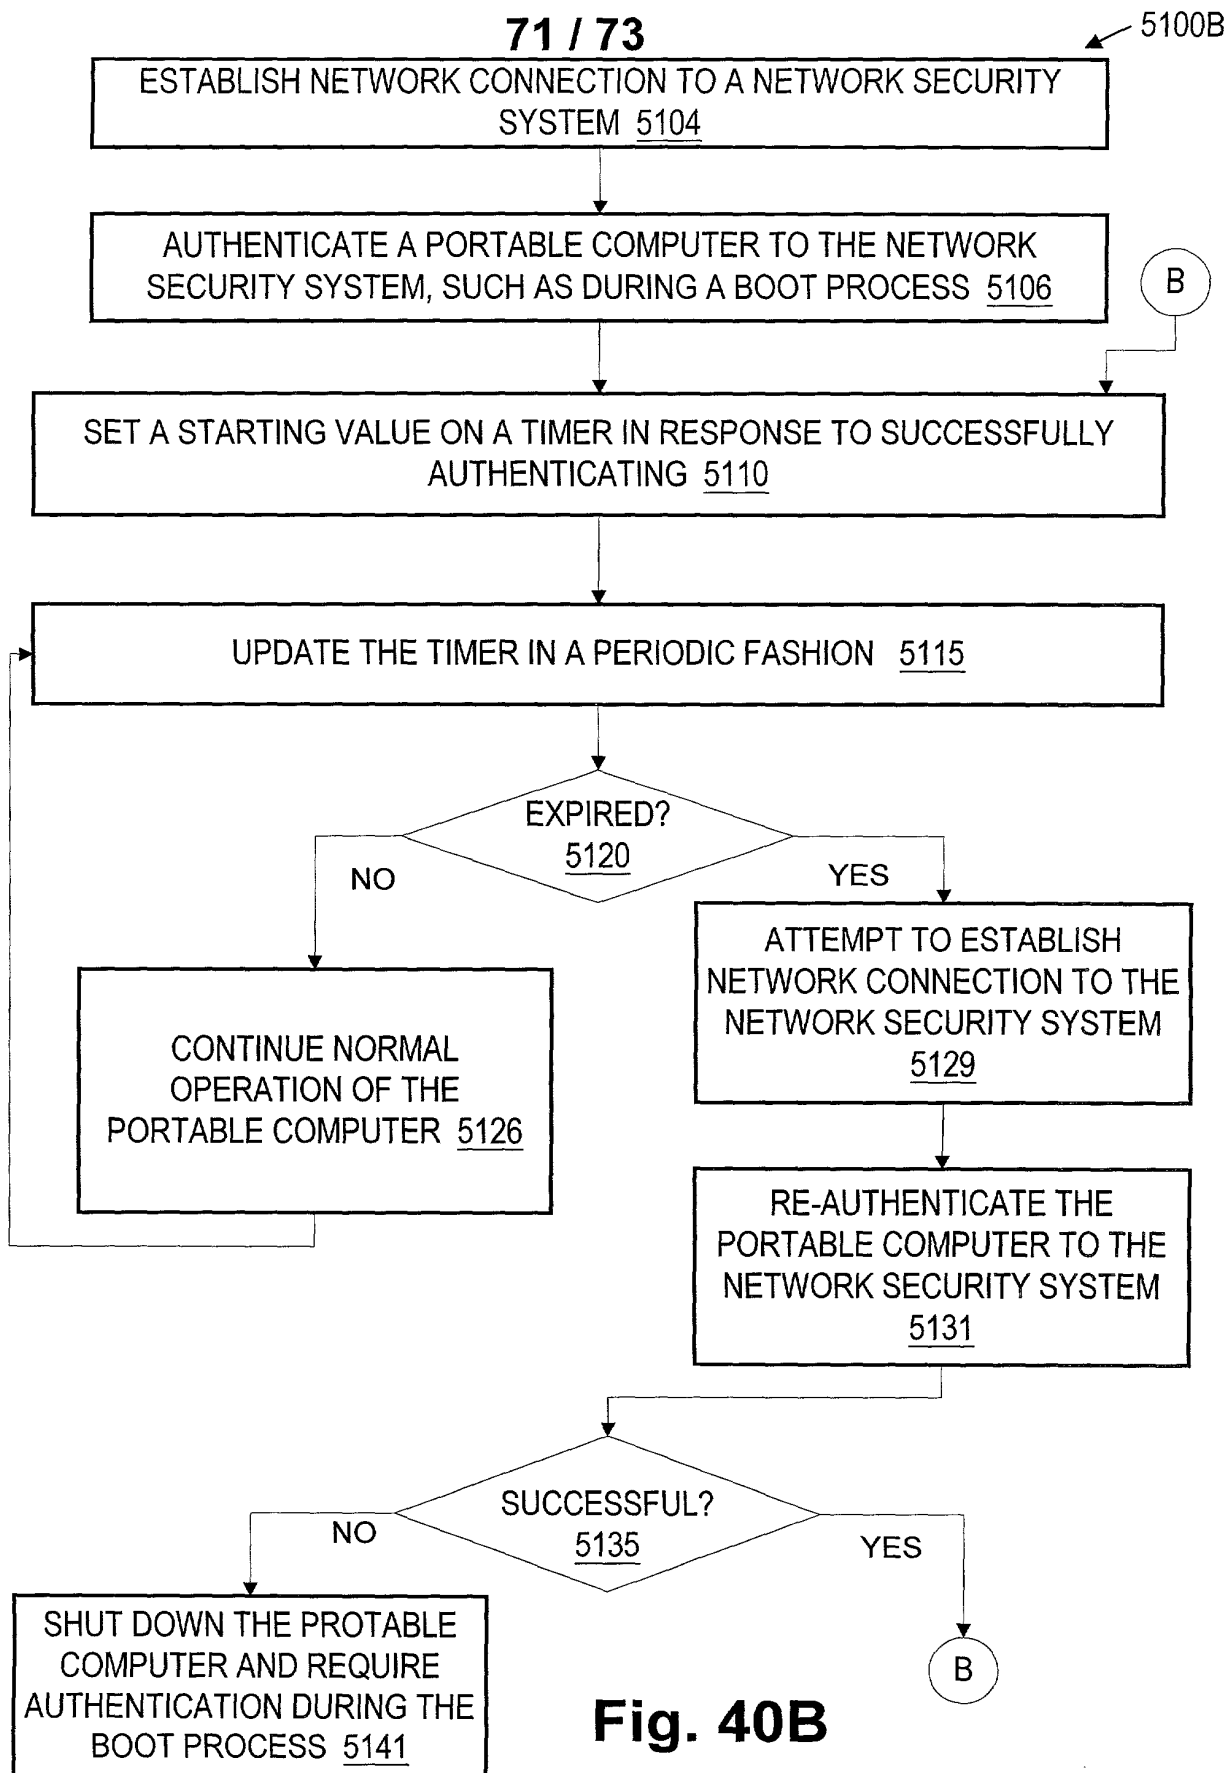 71 / 73
5100B
ESTABLISH NETWORK CONNECTION TO A NETWORK SECURITY
SYSTEM 5104
AUTHENTICATE A PORTABLE COMPUTER TO THE NETWORK
SECURITY SYSTEM, SUCH AS DURING A BOOT PROCESS 5106
B
SET A STARTING VALUE ON A TIMER IN RESPONSE TO SUCCESSFULLY
AUTHENTICATING 5110
UPDATE THE TIMER IN A PERIODIC FASHION 5115
EXPIRED?
5120
NO
YES
CONTINUE NORMAL
OPERATION OF THE
PORTABLE COMPUTER 5126
ATTEMPT TO ESTABLISH
NETWORK CONNECTION TO THE
NETWORK SECURITY SYSTEM
5129
RE-AUTHENTICATE THE
PORTABLE COMPUTER TO THE
NETWORK SECURITY SYSTEM
5131
SUCCESSFUL?
5135
NO
YES
SHUT DOWN THE PROTABLE
COMPUTER AND REQUIRE
AUTHENTICATION DURING THE
BOOT PROCESS 5141
B
Fig. 40B